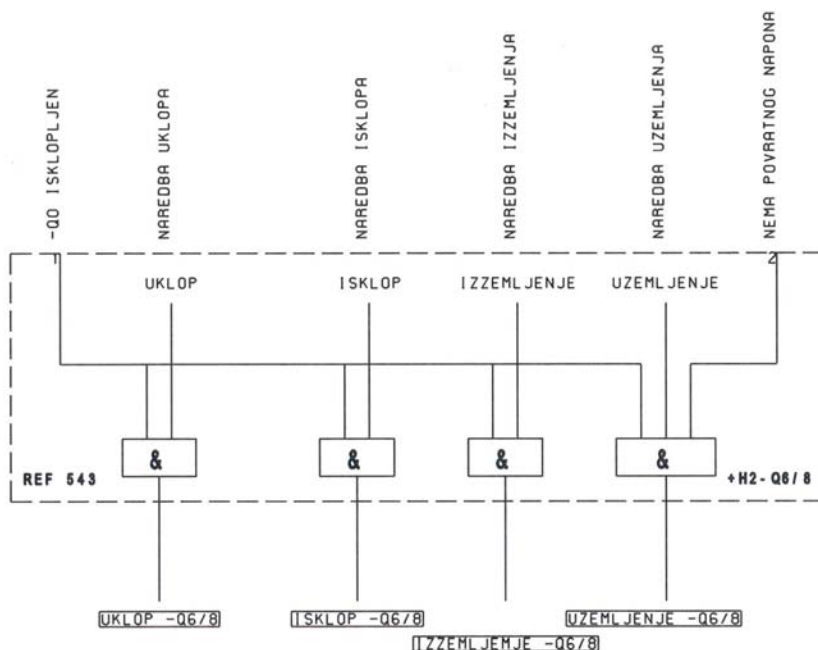 -Q0 ISKLOPLJEN
NAREDBA UKLOPA
NAREDBA ISKLOPA
NAREDBA IZZEMLJENJA
NAREDBA UZEMLJENJA
NEMA POVRATNOG NAPONA
1
2
UKLOP
ISKLOP
IZZEMLJENJE
UZEMLJENJE
&
&
&
&
REF 543
+H2-Q6/8
UKLOP -Q6/8
ISKLOP -Q6/8
IZZEMLJEMJE -Q6/8
UZEMLJENJE -Q6/8